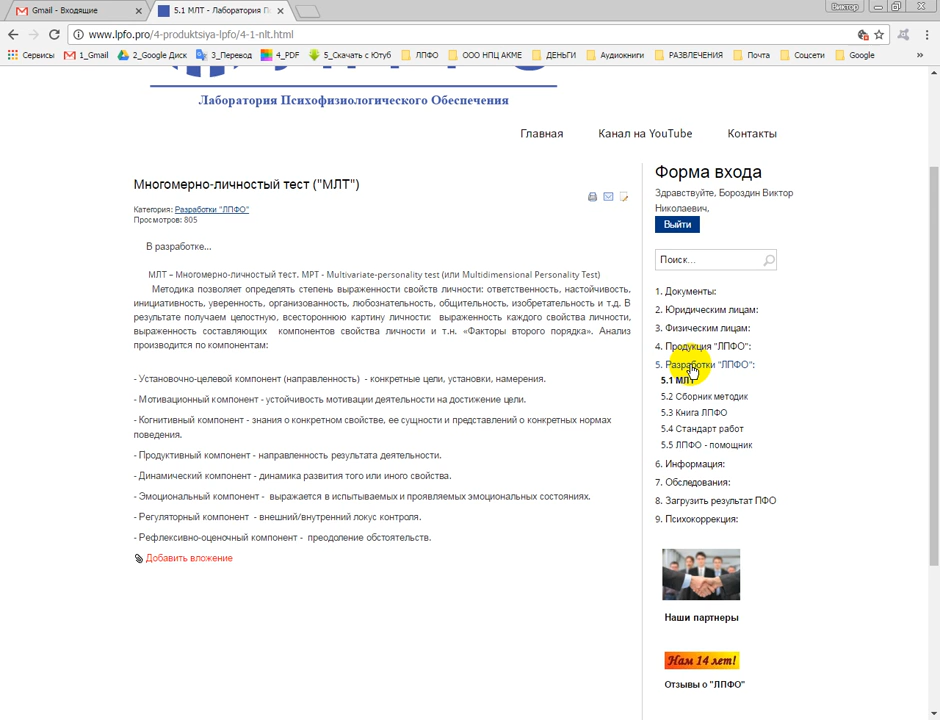 Gmail - Входящие
5.1 МЛТ - Лаборатория П
Виктор
www.lpfo.pro/4-produktsiya-lpfo/4-1-nlt.html
Сервисы
1_Gmail
2_Google Диск
3_Перевод
4_PDF
5_Скачать с Ютуб
ЛПФО
ООО НПЦ АКМЕ
ДЕНЬГИ
Аудиокниги
РАЗВЛЕЧЕНИЯ
Почта
Соцсети
Google
»
Лаборатория Психофизиологического Обеспечения
Главная
Канал на YouTube
Контакты
Многомерно-личностый тест ("МЛТ")
Категория: Разработки "ЛПФО"
Просмотров: 805
В разработке...
МЛТ – Многомерно-личностый тест. МРТ - Multivariate-personality test (или Multidimensional Personality Test)
Методика позволяет определять степень выраженности свойств личности: ответственность, настойчивость,
инициативность, уверенность, организованность, любознательность, общительность, изобретательность и т.д. В
результате получаем целостную, всестороннюю картину личности: выраженность каждого свойства личности,
выраженность составляющих компонентов свойства личности и т.н. «Факторы второго порядка». Анализ
производится по компонентам:
- Установочно-целевой компонент (направленность) - конкретные цели, установки, намерения.
- Мотивационный компонент - устойчивость мотивации деятельности на достижение цели.
- Когнитивный компонент - знания о конкретном свойстве, ее сущности и представлений о конкретных нормах
поведения.
- Продуктивный компонент - направленность результата деятельности.
- Динамический компонент - динамика развития того или иного свойства.
- Эмоциональный компонент - выражается в испытываемых и проявляемых эмоциональных состояниях.
- Регуляторный компонент - внешний/внутренний локус контроля.
- Рефлексивно-оценочный компонент - преодоление обстоятельств.
Добавить вложение
Форма входа
Здравствуйте, Бороздин Виктор
Николаевич,
Выйти
Поиск...
1. Документы:
2. Юридическим лицам:
3. Физическим лицам:
4. Продукция "ЛПФО":
5. Разработки "ЛПФО":
5.1 МЛТ
5.2 Сборник методик
5.3 Книга ЛПФО
5.4 Стандарт работ
5.5 ЛПФО - помощник
6. Информация:
7. Обследования:
8. Загрузить результат ПФО
9. Психокоррекция:
Наши партнеры
Нам 14 лет!
Отзывы о "ЛПФО"